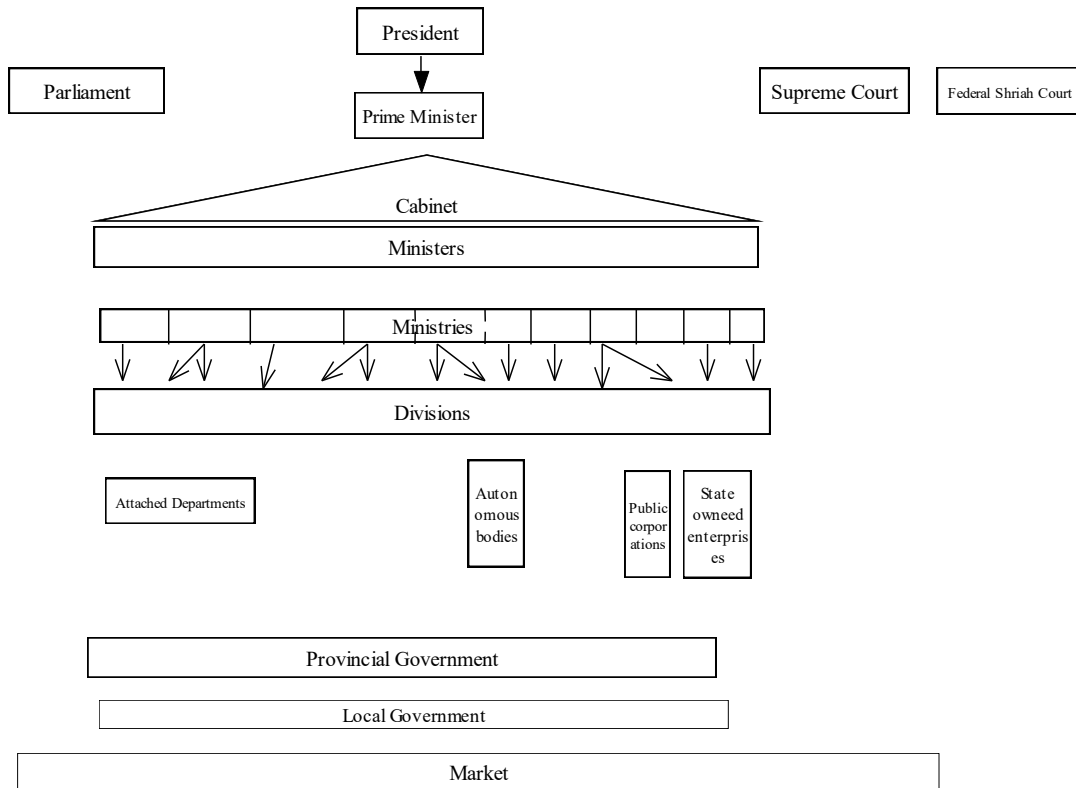 President
Parliament
Supreme Court
Federal Shriah Court
Prime Minister
Cabinet
Ministers
Ministries
Divisions
Attached Departments
Auton
omous
bodies
Public
corpor
ations
State
owneed
enterpris
es
Provincial Government
Local Government
Market